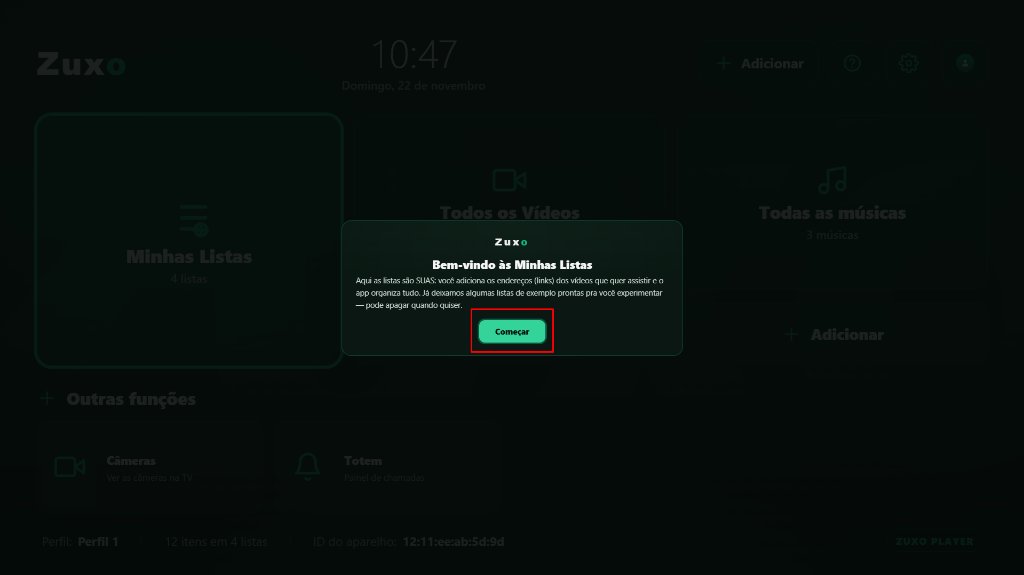 Zuxo
10:47
Domingo, 22 de novembro
Adicionar
Minhas Listas
4 listas
Todos os Vídeos
Todas as músicas
3 músicas
Adicionar
Zuxo
Bem-vindo às Minhas Listas
Aqui as listas são SUAS: você adiciona os endereços (links) dos vídeos que quer assistir e o
app organiza tudo. Já deixamos algumas listas de exemplo prontas pra você experimentar
— pode apagar quando quiser.
Começar
Outras funções
Câmeras
Ver as câmeras na TV
Totem
Painel de chamadas
Perfil: Perfil 1
12 itens em 4 listas
ID do aparelho: 12:11:ee:ab:5d:9d
ZUXO PLAYER